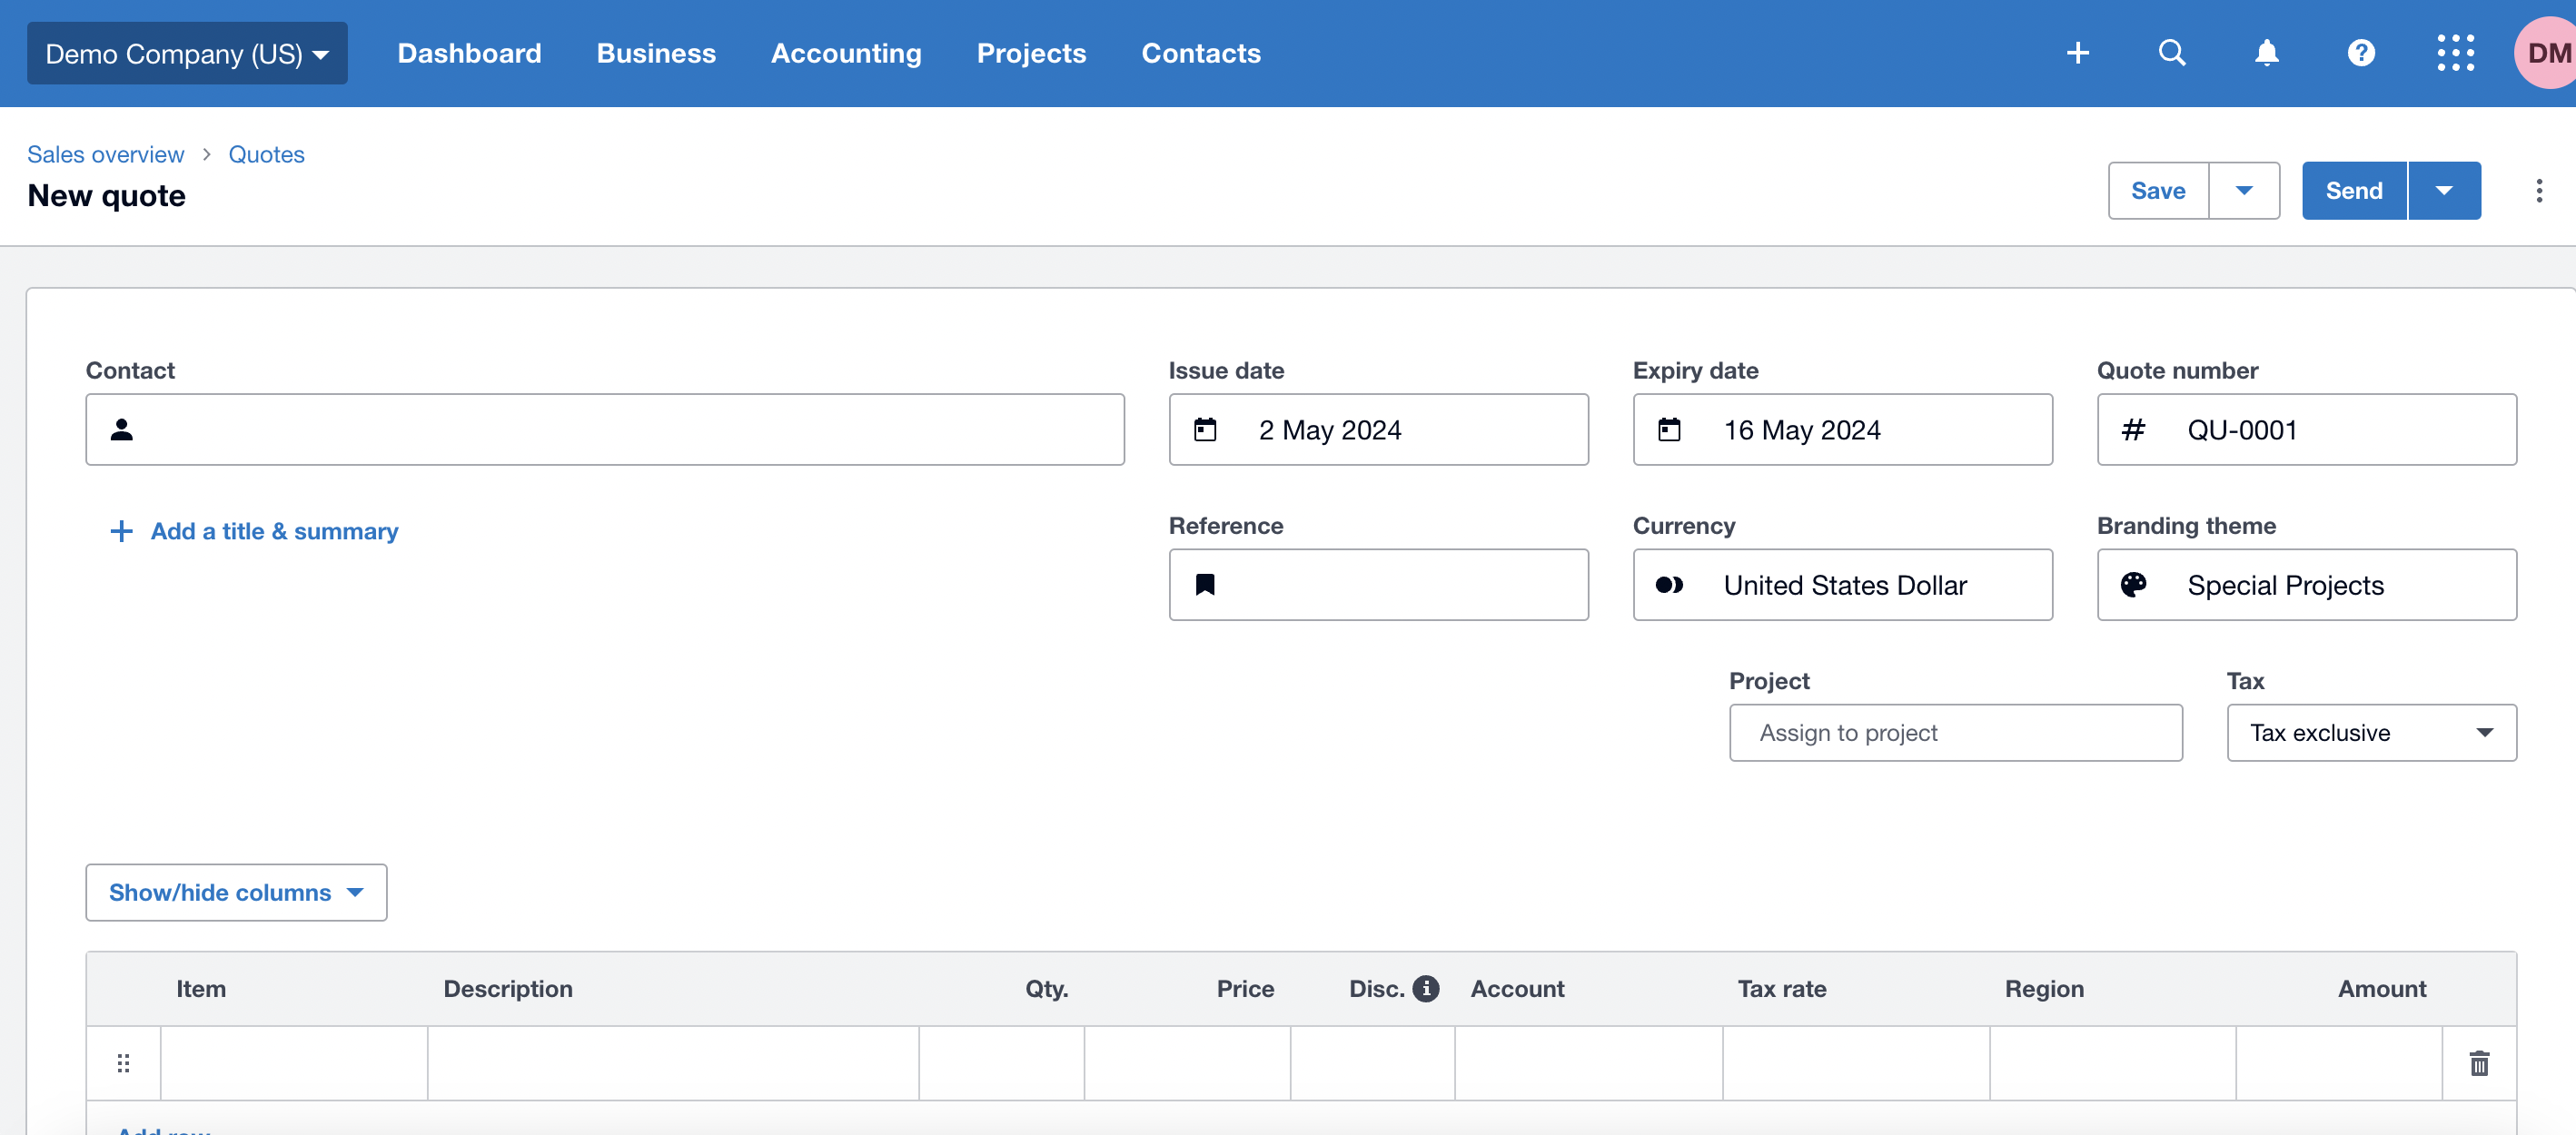 Demo Company (US) Dashboard Business Accounting Projects Contacts DM
Sales overview > Quotes
New quote
Save Send
Contact Issue date Expiry date Quote number
2 May 2024 16 May 2024 # QU-0001
Add a title & summary
Reference Currency Branding theme
United States Dollar Special Projects
Project Tax
Assign to project Tax exclusive
Show/hide columns
Item Description Qty. Price Disc. Account Tax rate Region Amount
Add row